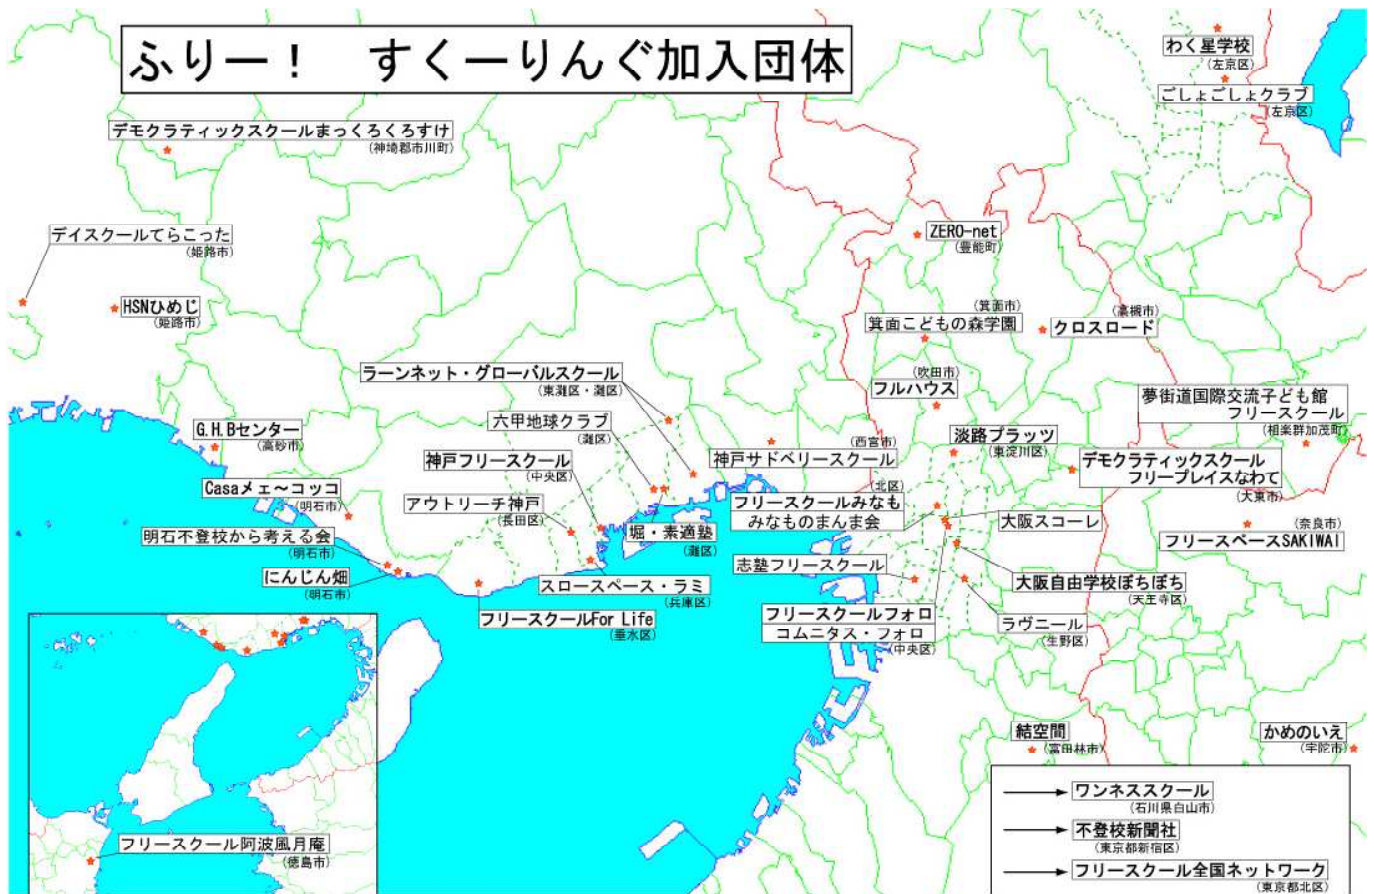 ふりー！　すくーりんぐ加入団体
わく星学校
（左京区）
ごしょごしょクラブ
（左京区）
デモクラティックスクールまっくろくろすけ
（神埼郡市川町）
デイスクールてらこった
（姫路市）
ZERO-net
（豊能町）
HSNひめじ
（姫路市）
（箕面市）
箕面こどもの森学園
（高槻市）
クロスロード
ラーンネット・グローバルスクール
（東灘区・灘区）
（吹田市）
フルハウス
夢街道国際交流子ども館
フリースクール
（相楽群加茂町）
六甲地球クラブ
（灘区）
G.H.Bセンター
（高砂市）
淡路プラッツ
（東淀川区）
（西宮市）
神戸サドベリースクール
神戸フリースクール
（中央区）
デモクラティックスクール
フリープレイスなわて
（大東市）
Casaメェ～コッコ
（明石市）
アウトリーチ神戸
（長田区）
（北区）
フリースクールみなも
みなものまんま会
大阪スコーレ
（奈良市）
フリースペースSAKIWAI
明石不登校から考える会
（明石市）
堀・素適塾
（灘区）
志塾フリースクール
にんじん畑
（明石市）
スロースペース・ラミ
（兵庫区）
大阪自由学校ぽちぽち
（天王寺区）
フリースクールFor Life
（垂水区）
フリースクールフォロ
コムニタス・フォロ
（中央区）
ラヴニール
（生野区）
結空間
（富田林市）
かめのいえ
（宇陀市）
ワンネススクール
（石川県白山市）
不登校新聞社
（東京都新宿区）
フリースクール全国ネットワーク
（東京都北区）
フリースクール阿波風月庵
（徳島市）